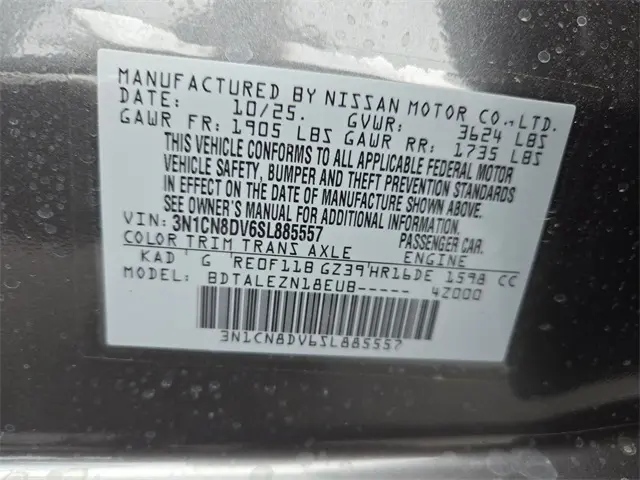 MANUFACTURED BY NISSAN MOTOR CO.,LTD.
DATE: 10/25. GVWR: 3624 LBS
GAWR FR: 1905 LBS GAWR RR: 1735 LBS
THIS VEHICLE CONFORMS TO ALL APPLICABLE FEDERAL MOTOR
VEHICLE SAFETY, BUMPER AND THEFT PREVENTION STANDARDS
IN EFFECT ON THE DATE OF MANUFACTURE SHOWN ABOVE.
SEE OWNER'S MANUAL FOR ADDITIONAL INFORMATION.
VIN: 3N1CN8DV6SL885557 PASSENGER CAR.
COLOR TRIM TRANS AXLE ENGINE
KAD G RE0F11B GZ39 HR16DE 1598 CC
MODEL: BDTALEZN18EUB----- 4Z000
3N1CN8DV6SL885557